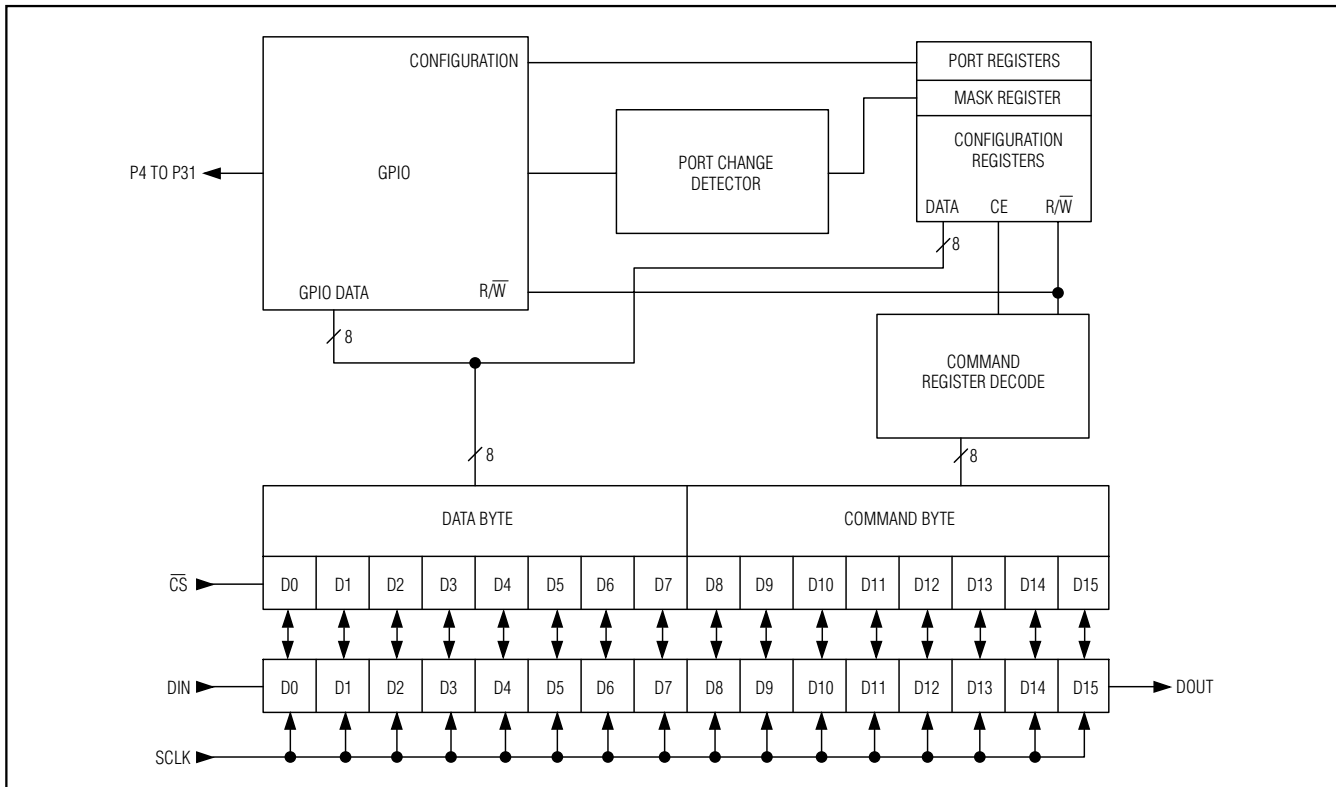 CONFIGURATION
PORT REGISTERS
MASK REGISTER
CONFIGURATION
REGISTERS
P4 TO P31
GPIO
PORT CHANGE
DETECTOR
DATA CE R/W̅
8
GPIO DATA R/W̅
8
COMMAND
REGISTER DECODE
8
8
DATA BYTE COMMAND BYTE
C̅S̅ D0 D1 D2 D3 D4 D5 D6 D7 D8 D9 D10 D11 D12 D13 D14 D15
DIN D0 D1 D2 D3 D4 D5 D6 D7 D8 D9 D10 D11 D12 D13 D14 D15 DOUT
SCLK